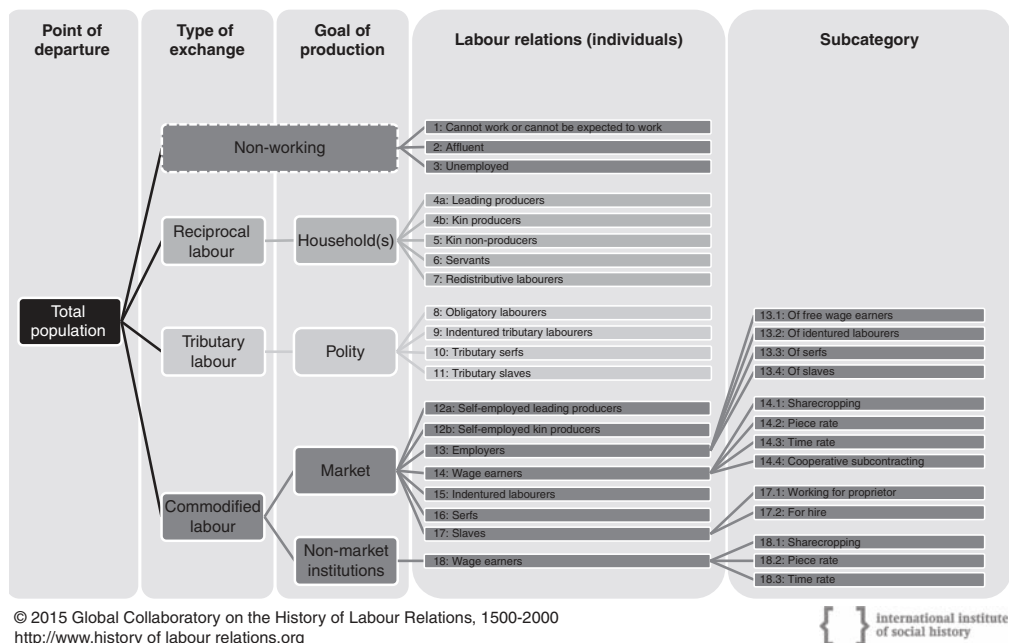 Point of
departure
Type of
exchange
Goal of
production
Labour relations (individuals)
Subcategory
Total
population
Non-working
Reciprocal
labour
Household(s)
Tributary
labour
Polity
Commodified
labour
Market
Non-market
institutions
1: Cannot work or cannot be expected to work
2: Affluent
3: Unemployed
4a: Leading producers
4b: Kin producers
5: Kin non-producers
6: Servants
7: Redistributive labourers
8: Obligatory labourers
9: Indentured tributary labourers
10: Tributary serfs
11: Tributary slaves
12a: Self-employed leading producers
12b: Self-employed kin producers
13: Employers
14: Wage earners
15: Indentured labourers
16: Serfs
17: Slaves
18: Wage earners
13.1: Of free wage earners
13.2: Of identured labourers
13.3: Of serfs
13.4: Of slaves
14.1: Sharecropping
14.2: Piece rate
14.3: Time rate
14.4: Cooperative subcontracting
17.1: Working for proprietor
17.2: For hire
18.1: Sharecropping
18.2: Piece rate
18.3: Time rate
© 2015 Global Collaboratory on the History of Labour Relations, 1500-2000
http://www.history of labour relations.org
international institute
of social history